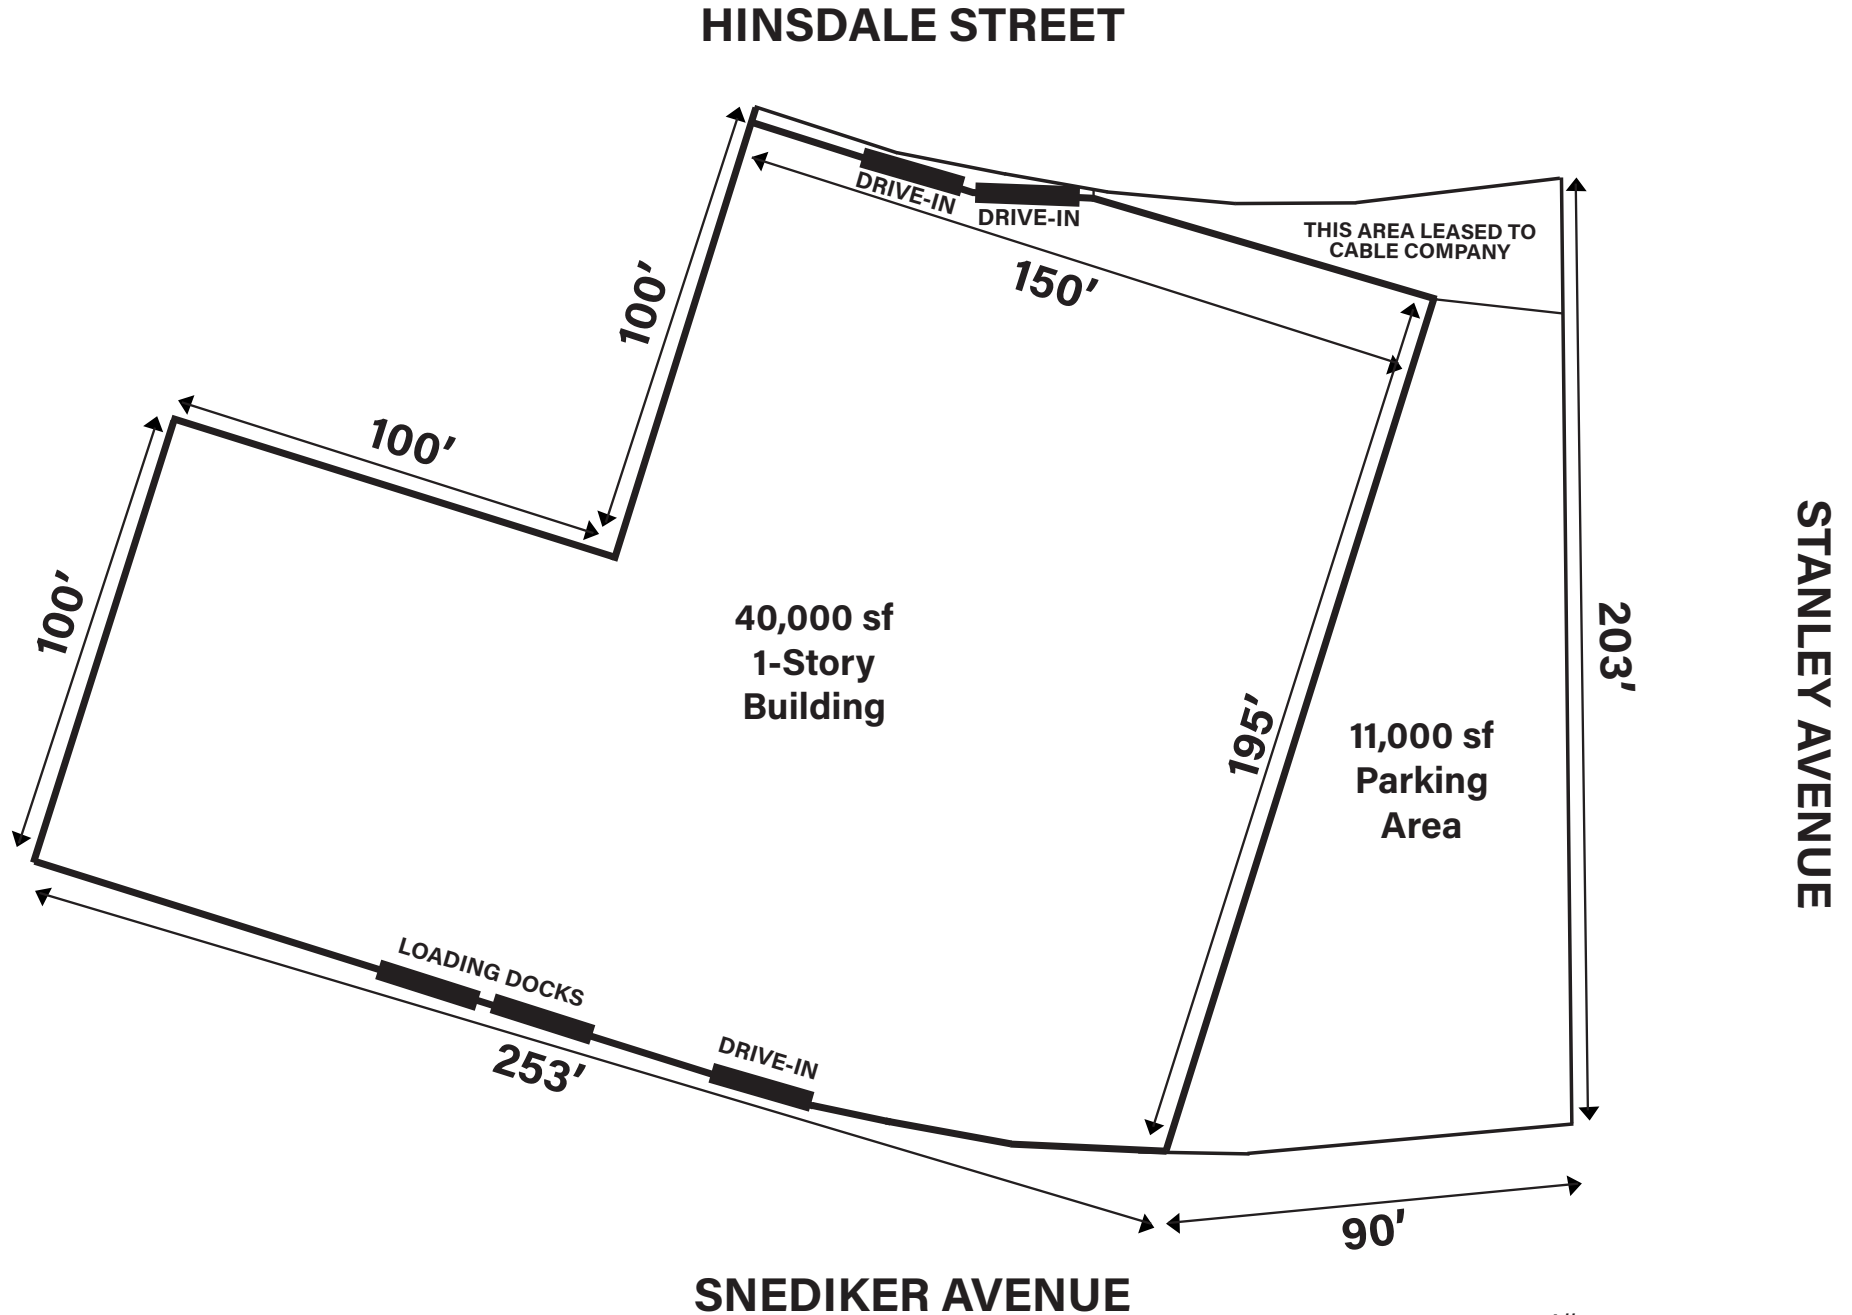 HINSDALE STREET
DRIVE-IN
DRIVE-IN
THIS AREA LEASED TO
CABLE COMPANY
150’
100’
100’
100’
40,000 sf
1-Story
Building
195’
11,000 sf
Parking
Area
203’
STANLEY AVENUE
LOADING DOCKS
253’
DRIVE-IN
90’
SNEDIKER AVENUE